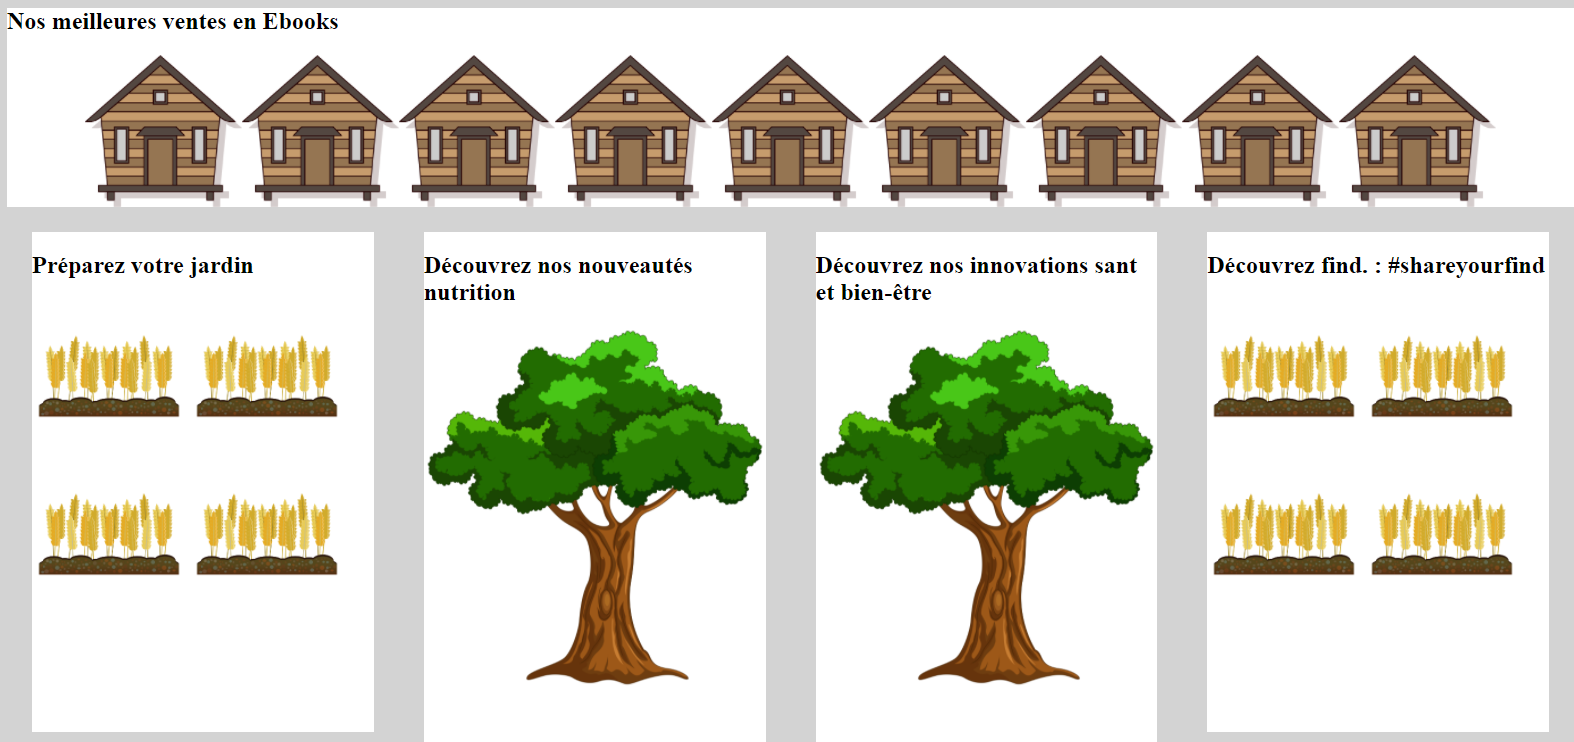 Nos meilleures ventes en Ebooks
Préparez votre jardin
Découvrez nos nouveautés
nutrition
Découvrez nos innovations sant
et bien-être
Découvrez find. : #shareyourfind